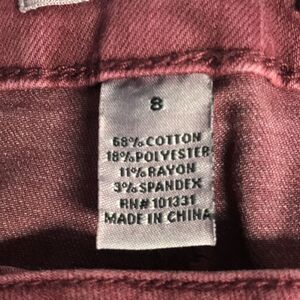 8
68% COTTON
18% POLYESTER
11% RAYON
3% SPANDEX
RN# 101331
MADE IN CHINA